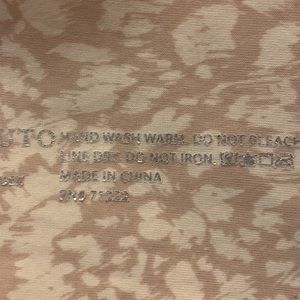 UTO HAND WASH WARM. DO NOT BLEACH
LINE DRY. DO NOT IRON.
MADE IN CHINA